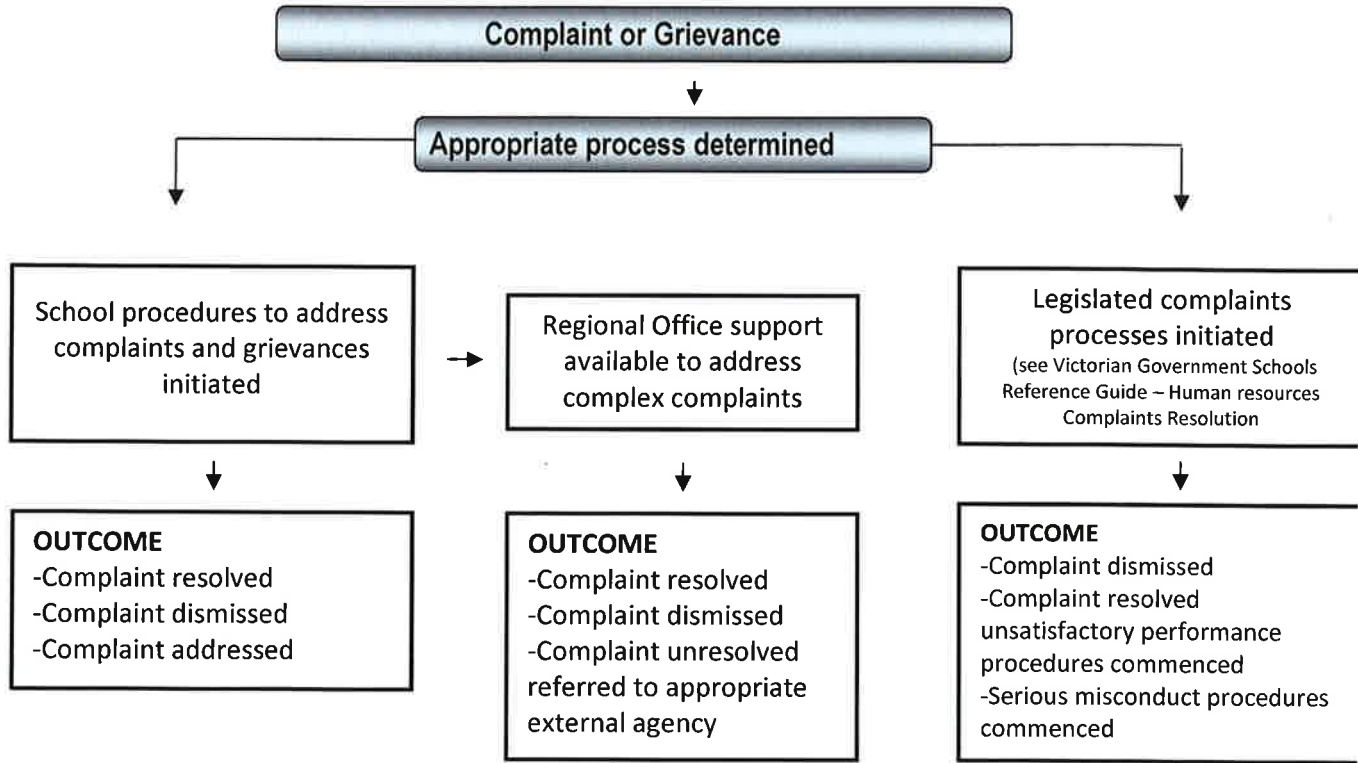 Complaint or Grievance
Appropriate process determined
School procedures to address
complaints and grievances
initiated
Regional Office support
available to address
complex complaints
Legislated complaints
processes initiated
(see Victorian Government Schools
Reference Guide – Human resources
Complaints Resolution
OUTCOME
-Complaint resolved
-Complaint dismissed
-Complaint addressed
OUTCOME
-Complaint resolved
-Complaint dismissed
-Complaint unresolved
referred to appropriate
external agency
OUTCOME
-Complaint dismissed
-Complaint resolved
unsatisfactory performance
procedures commenced
-Serious misconduct procedures
commenced